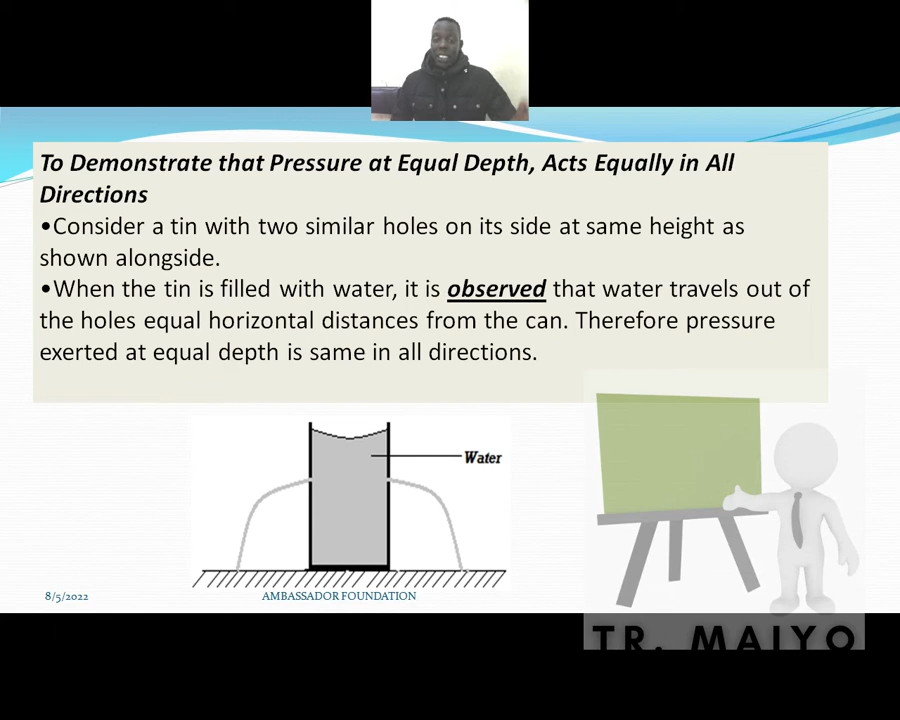 To Demonstrate that Pressure at Equal Depth, Acts Equally in All
Directions
•Consider a tin with two similar holes on its side at same height as
shown alongside.
•When the tin is filled with water, it is observed that water travels out of
the holes equal horizontal distances from the can. Therefore pressure
exerted at equal depth is same in all directions.
Water
8/5/2022
AMBASSADOR FOUNDATION
TR. MAIYO